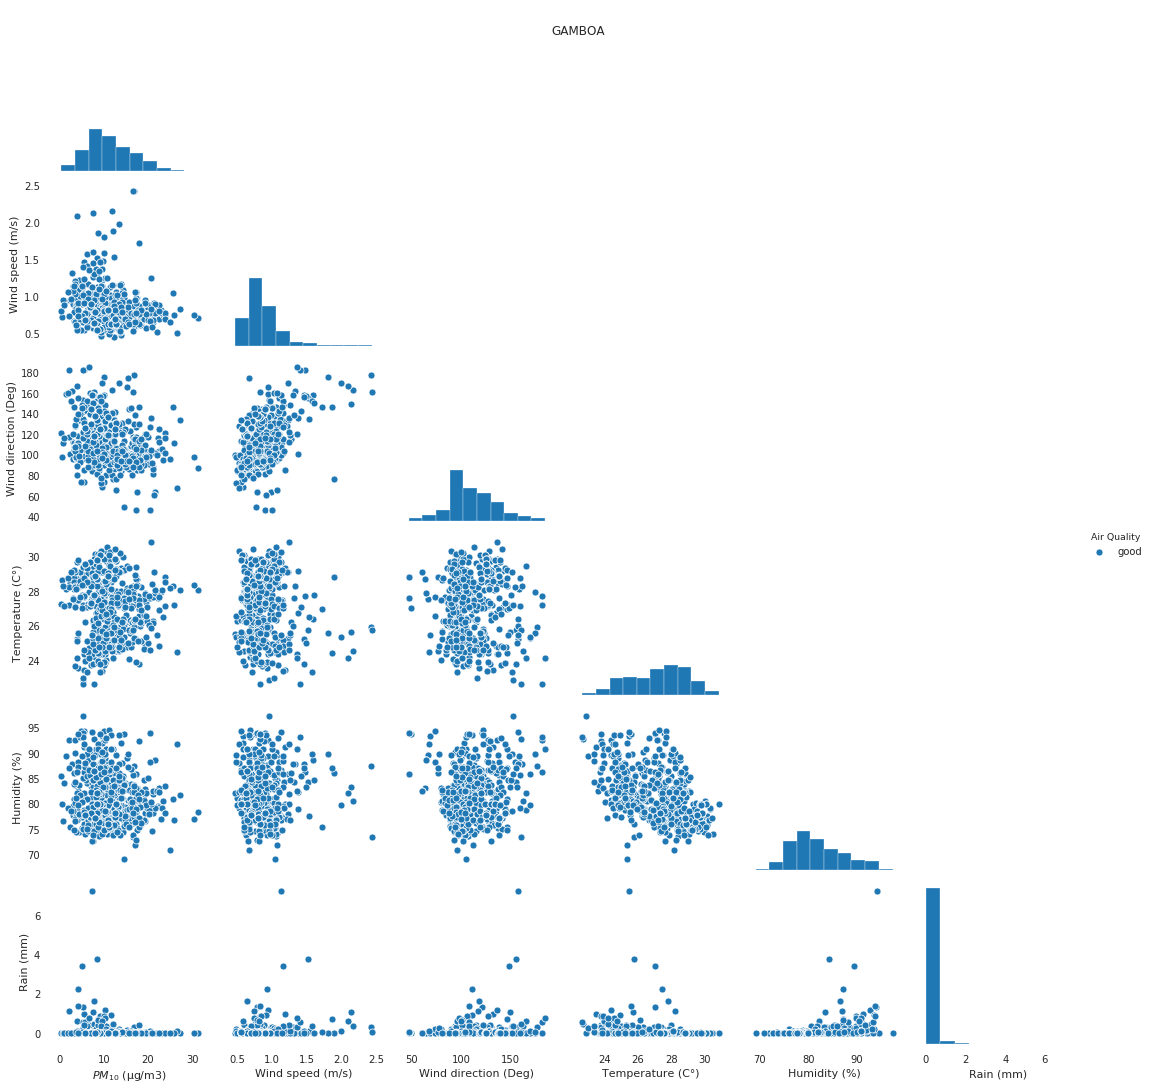 GAMBOA
2.5
2.0
1.5
1.0
0.5
Wind speed (m/s)
180
160
140
120
100
80
60
40
Wind direction (Deg)
30
28
26
24
Temperature (C°)
Air Quality
good
95
90
85
80
75
70
Humidity (%)
6
4
2
0
Rain (mm)
0 10 20 30
0.5 1.0 1.5 2.0 2.5
50 100 150
24 26 28 30
70 80 90
0 2 4 6
PM10 (μg/m3)
Wind speed (m/s)
Wind direction (Deg)
Temperature (C°)
Humidity (%)
Rain (mm)